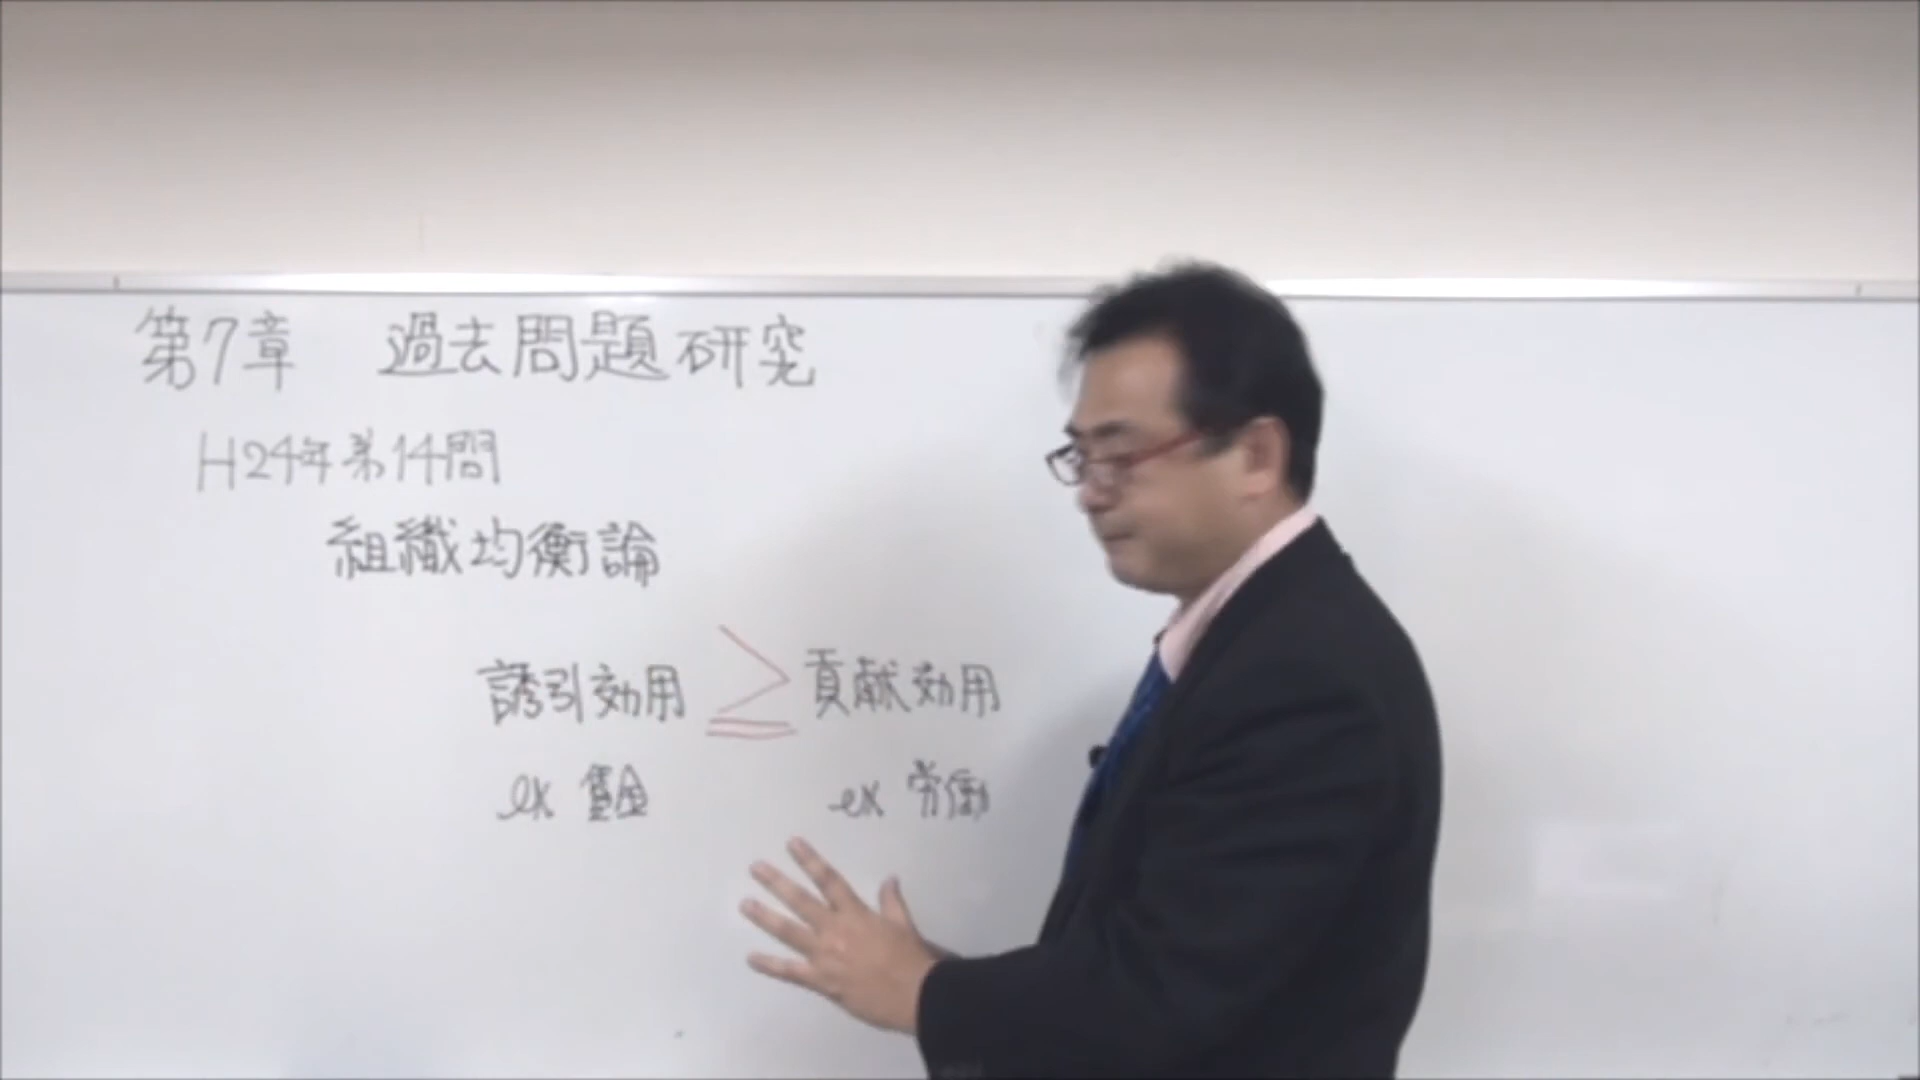 第7章 過去問題研究
H24年第14問
組織均衡論
誘引効用 ≧ 貢献効用
ex 賃金 ex 労働